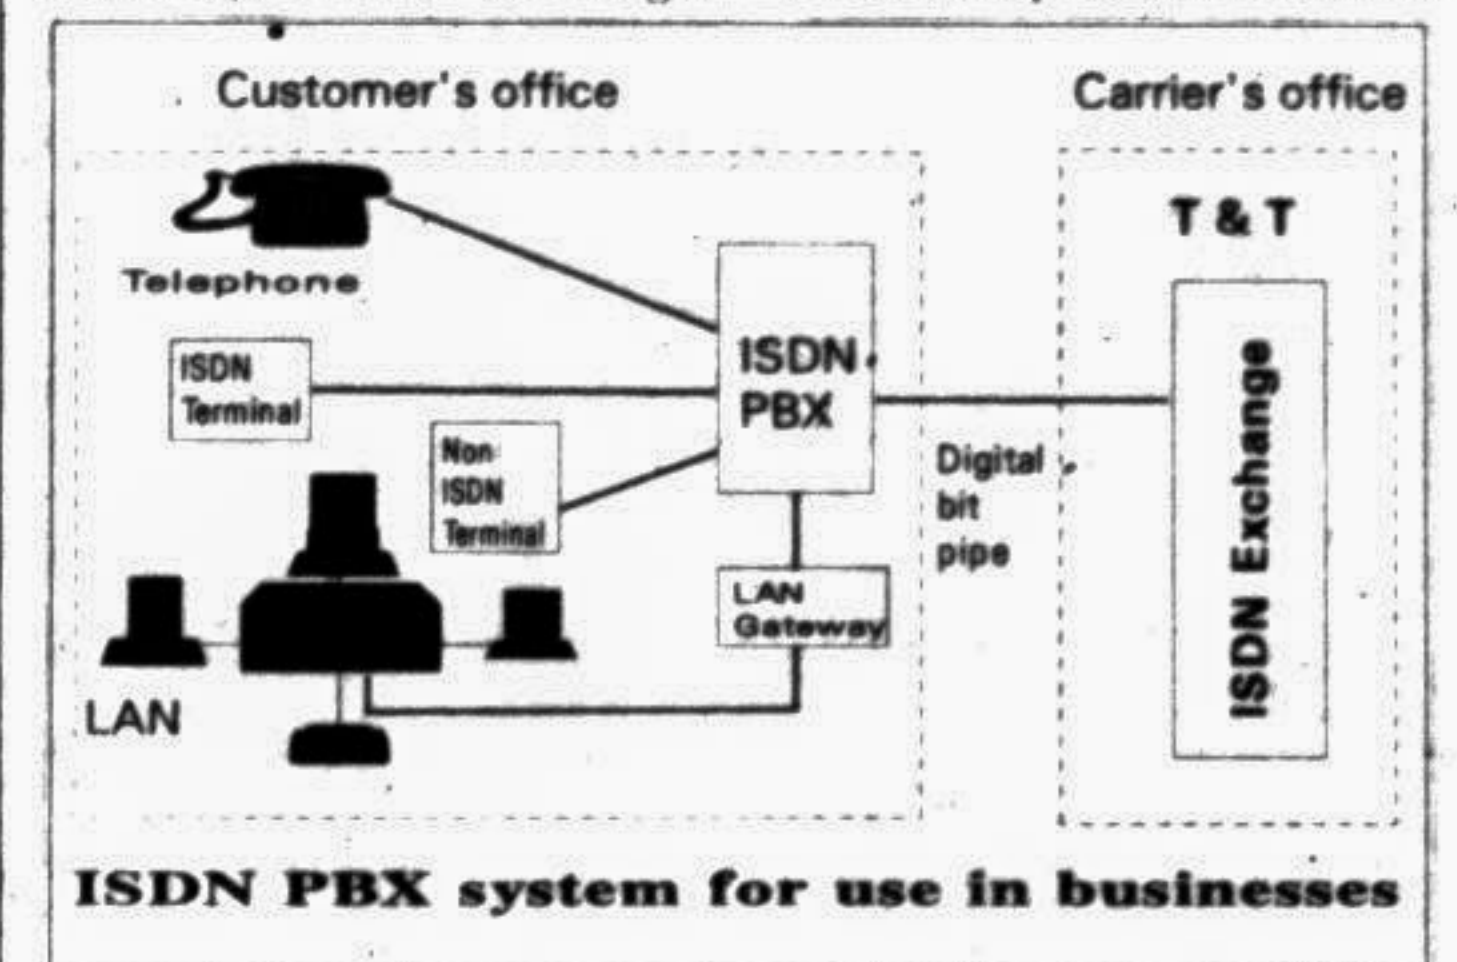 Customer's office
Carrier's office
T & T
Telephone
ISDN
Terminal
Non-
ISDN
Terminal
ISDN
PBX
Digital
bit
pipe
ISDN Exchange
LAN
Gateway
LAN
ISDN PBX system for use in businesses